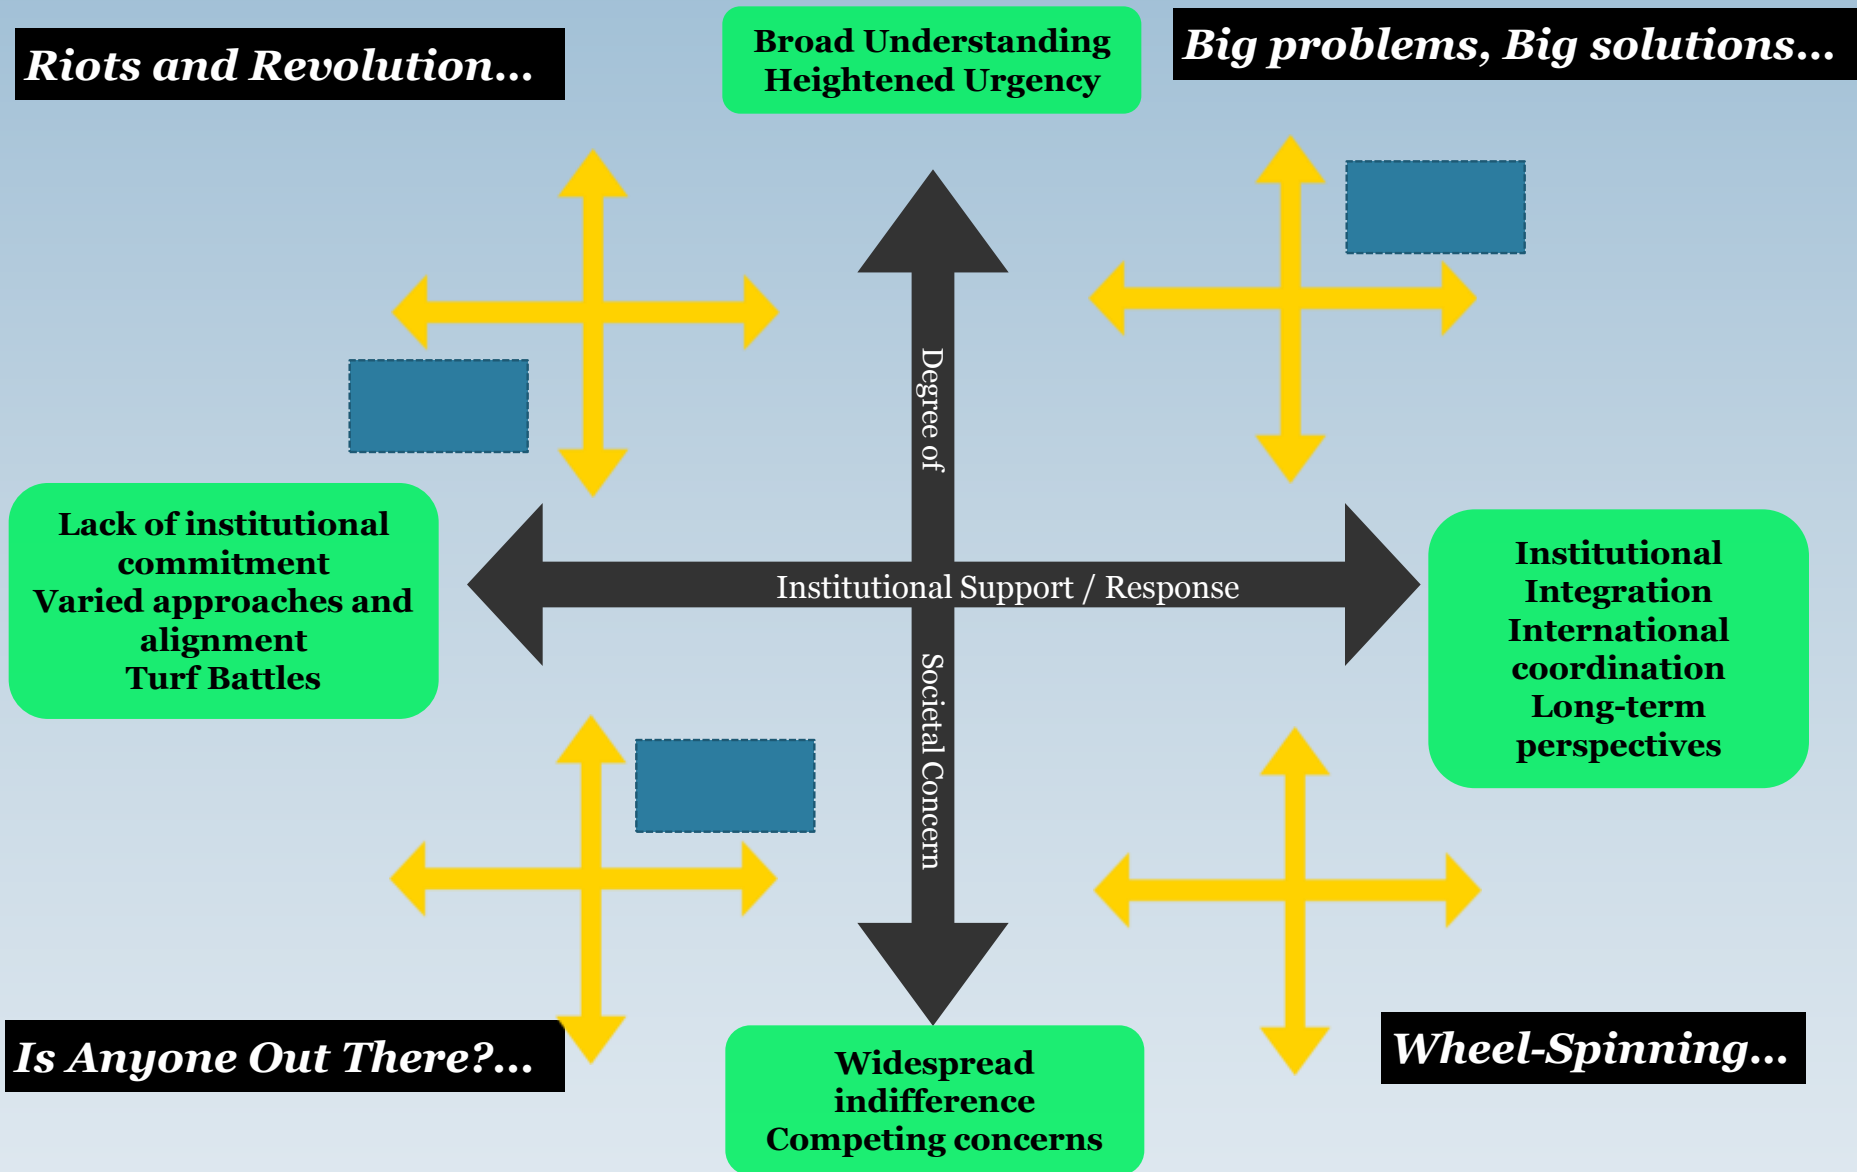 Riots and Revolution...
Broad Understanding
Heightened Urgency
Big problems, Big solutions...
Degree of
Lack of institutional
commitment
Varied approaches and
alignment
Turf Battles
Institutional Support / Response
Institutional
Integration
International
coordination
Long-term
perspectives
Societal Concern
Is Anyone Out There?...
Widespread
indifference
Competing concerns
Wheel-Spinning...